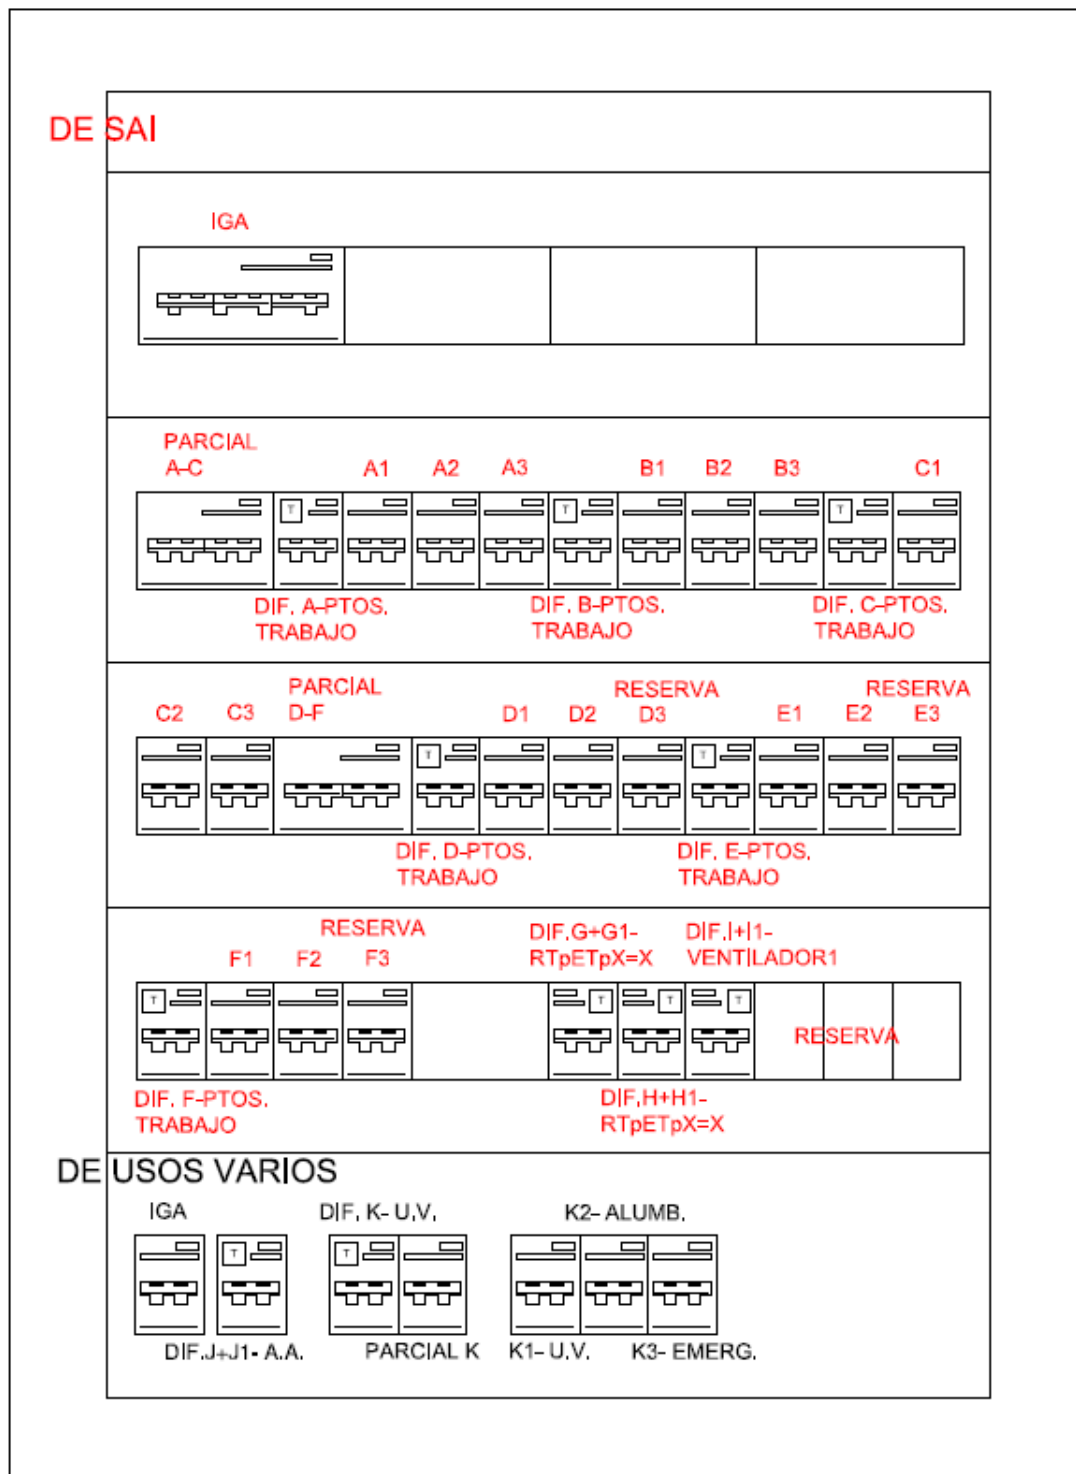 DE SAI
IGA
PARCIAL
A-C A1 A2 A3 B1 B2 B3 C1
T T T
DIF. A-PTOS. DIF. B-PTOS. DIF. C-PTOS.
TRABAJO TRABAJO TRABAJO
PARCIAL RESERVA RESERVA
C2 C3 D-F D1 D2 D3 E1 E2 E3
T T
DIF. D-PTOS. DIF. E-PTOS.
TRABAJO TRABAJO
RESERVA DIF.G+G1- DIF.I+I1-
F1 F2 F3 RTpETpX=X VENTILADOR1
T T T T
RESERVA
DIF. F-PTOS. DIF.H+H1-
TRABAJO RTpETpX=X
DE USOS VARIOS
IGA DIF. K- U.V. K2- ALUMB.
T T
DIF.J+J1- A.A. PARCIAL K K1- U.V. K3- EMERG.